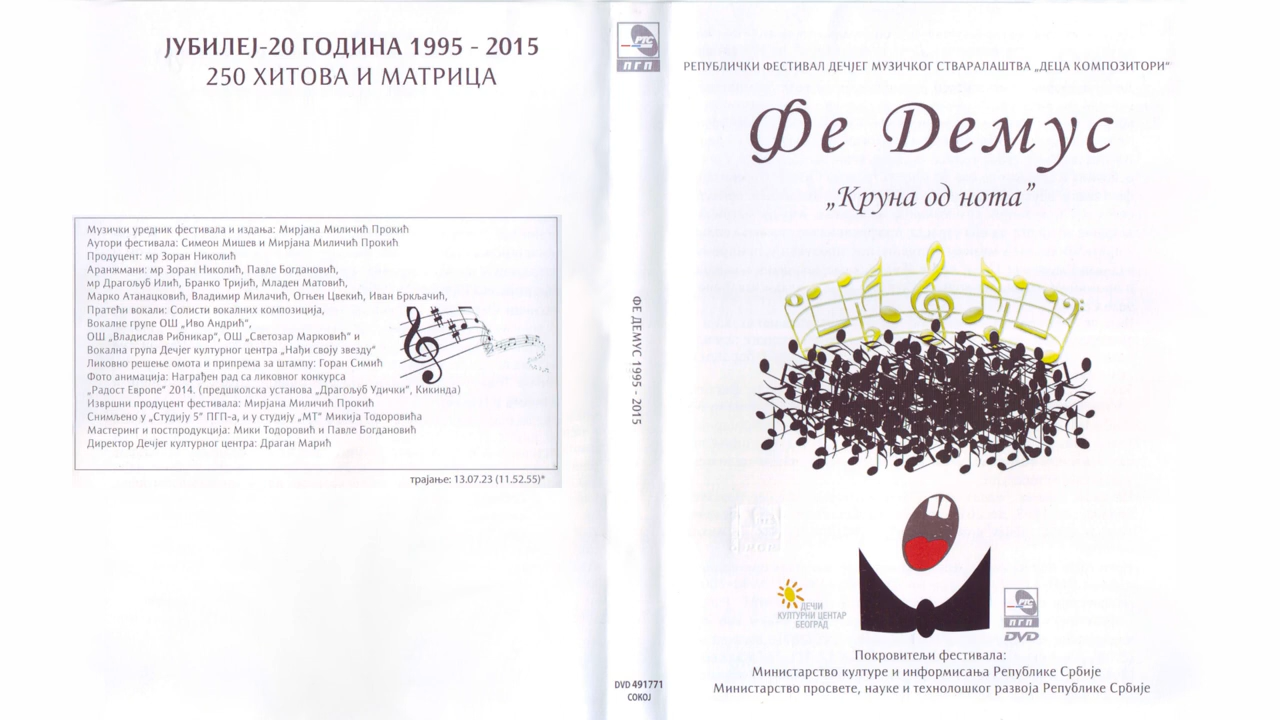 ЈУБИЛЕЈ-20 ГОДИНА 1995 - 2015
250 ХИТОВА И МАТРИЦА
Музички уредник фестивала и издања: Мирјана Миличић Прокић
Аутори фестивала: Симеон Мишев и Мирјана Миличић Прокић
Продуцент: мр Зоран Николић
Аранжмани: мр Зоран Николић, Павле Богдановић,
мр Драгољуб Илић, Бранко Тријић, Младен Матовић,
Марко Атанацковић, Владимир Милачић, Огњен Цвекић, Иван Бркљачић,
Пратећи вокали: Солисти вокалних композиција,
Вокалне групе ОШ „Иво Андрић“,
ОШ „Владислав Рибникар“, ОШ „Светозар Марковић“ и
Вокална група Дечјег културног центра „Нађи своју звезду“
Ликовно решење омота и припрема за штампу: Горан Симић
Фото анимација: Награђен рад са ликовног конкурса
„Радост Европе“ 2014. (предшколска установа „Драгољуб Удички“, Кикинда)
Извршни продуцент фестивала: Мирјана Миличић Прокић
Снимљено у „Студију 5“ ПГП-а, и у студију „МТ“ Микија Тодоровића
Мастеринг и постпродукција: Мики Тодоровић и Павле Богдановић
Директор Дечјег културног центра: Драган Марић
трајање: 13.07.23 (11.52.55)*
РТС
ПГП
ФЕ ДЕМУС 1995 - 2015
DVD 491771
СОКОЈ
РЕПУБЛИЧКИ ФЕСТИВАЛ ДЕЧЈЕГ МУЗИЧКОГ СТВАРАЛАШТВА „ДЕЦА КОМПОЗИТОРИ“
Фе Демус
„Круна од нота”
ДЕЧЈИ
КУЛТУРНИ ЦЕНТАР
БЕОГРАД
РТС
ПГП
DVD
Покровитељи фестивала:
Министарство културе и информисања Републике Србије
Министарство просвете, науке и технолошког развоја Републике Србије